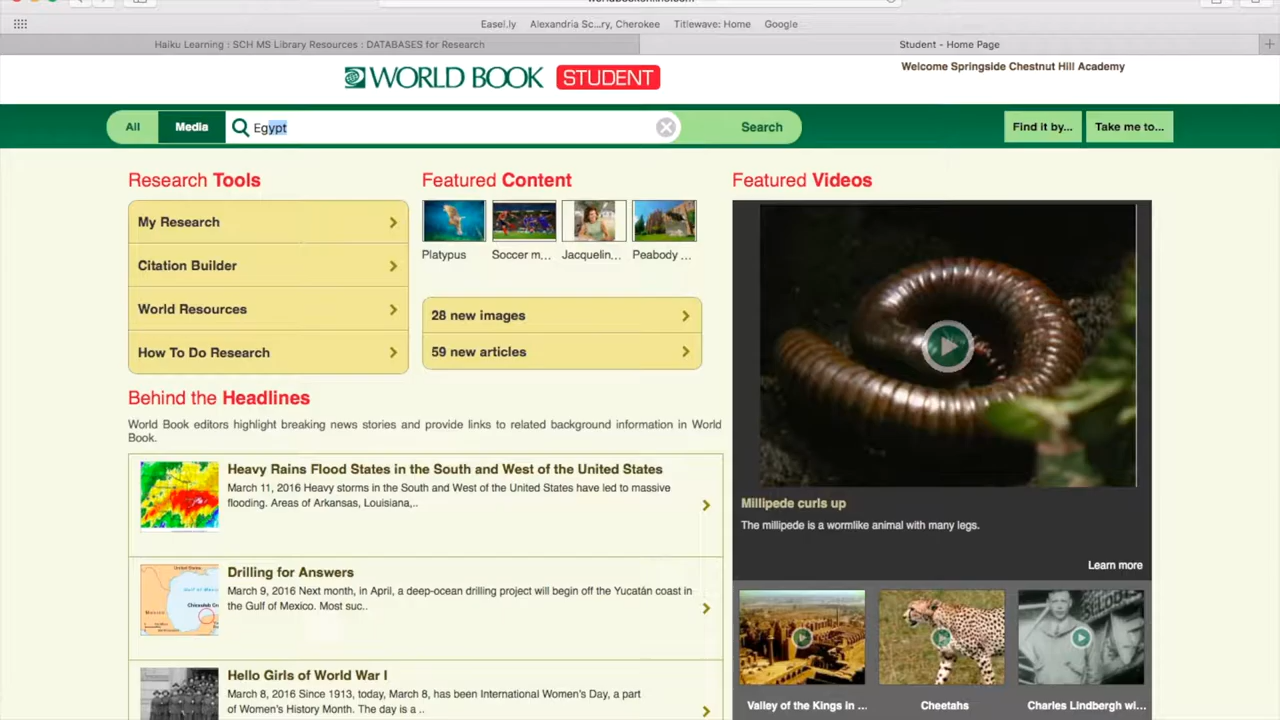 Easel.ly Alexandria Sc...ry, Cherokee Titlewave: Home Google
Haiku Learning : SCH MS Library Resources : DATABASES for Research
Student - Home Page
WORLD BOOK STUDENT
Welcome Springside Chestnut Hill Academy
All Media Egypt Search Find it by... Take me to...
Research Tools
My Research
Citation Builder
World Resources
How To Do Research
Featured Content
Platypus Soccer m... Jacquelin... Peabody ...
28 new images
59 new articles
Featured Videos
Millipede curls up
The millipede is a wormlike animal with many legs.
Learn more
Valley of the Kings in ... Cheetahs Charles Lindbergh wi...
Behind the Headlines
World Book editors highlight breaking news stories and provide links to related background information in World
Book.
Heavy Rains Flood States in the South and West of the United States
March 11, 2016 Heavy storms in the South and West of the United States have led to massive
flooding. Areas of Arkansas, Louisiana,..
Drilling for Answers
March 9, 2016 Next month, in April, a deep-ocean drilling project will begin off the Yucatán coast in
the Gulf of Mexico. Most suc..
Hello Girls of World War I
March 8, 2016 Since 1913, today, March 8, has been International Women's Day, a part
of Women's History Month. The day is a ..